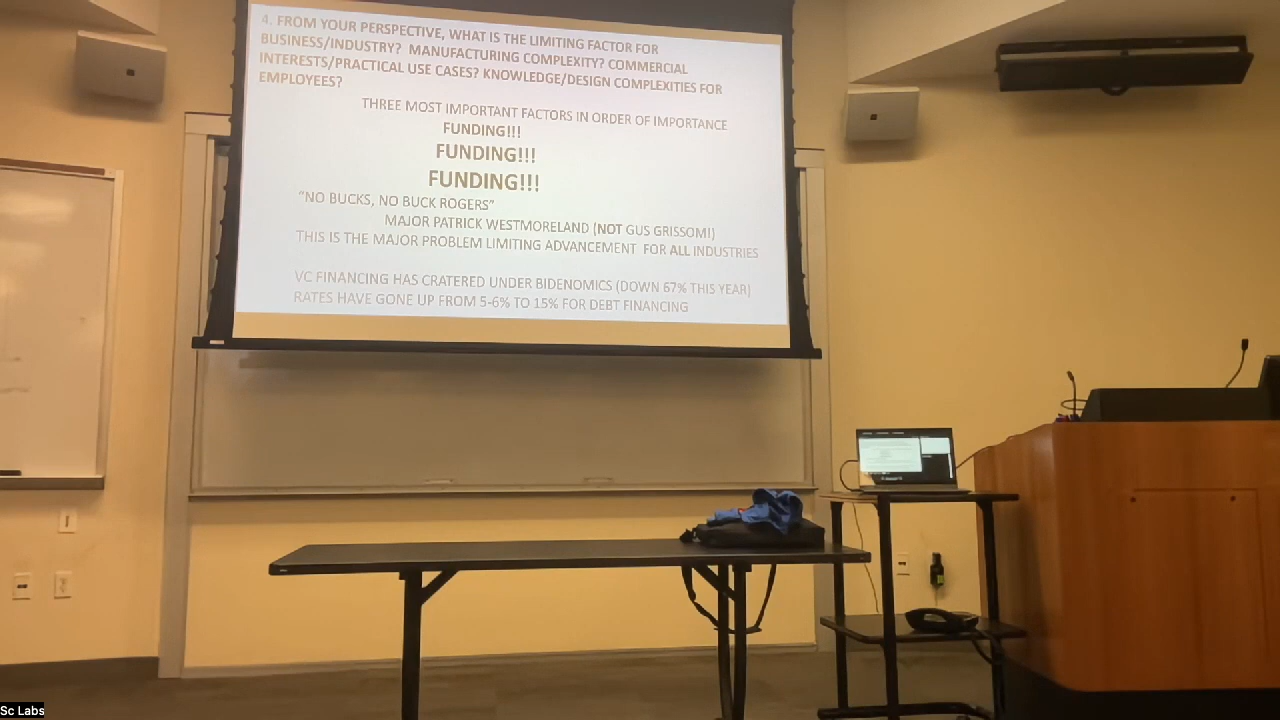 4. FROM YOUR PERSPECTIVE, WHAT IS THE LIMITING FACTOR FOR
BUSINESS/INDUSTRY? MANUFACTURING COMPLEXITY? COMMERCIAL
INTERESTS/PRACTICAL USE CASES? KNOWLEDGE/DESIGN COMPLEXITIES FOR
EMPLOYEES?
THREE MOST IMPORTANT FACTORS IN ORDER OF IMPORTANCE
FUNDING!!!
FUNDING!!!
FUNDING!!!
"NO BUCKS, NO BUCK ROGERS"
MAJOR PATRICK WESTMORELAND (NOT GUS GRISSOM!)
THIS IS THE MAJOR PROBLEM LIMITING ADVANCEMENT FOR ALL INDUSTRIES
VC FINANCING HAS CRATERED UNDER BIDENOMICS (DOWN 67% THIS YEAR)
RATES HAVE GONE UP FROM 5-6% TO 15% FOR DEBT FINANCING
Sc Labs